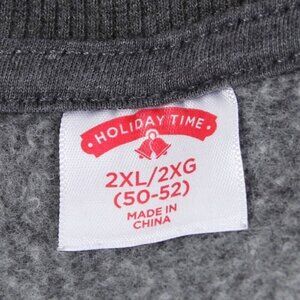 • HOLIDAY TIME •
2XL/2XG
(50-52)
MADE IN
CHINA